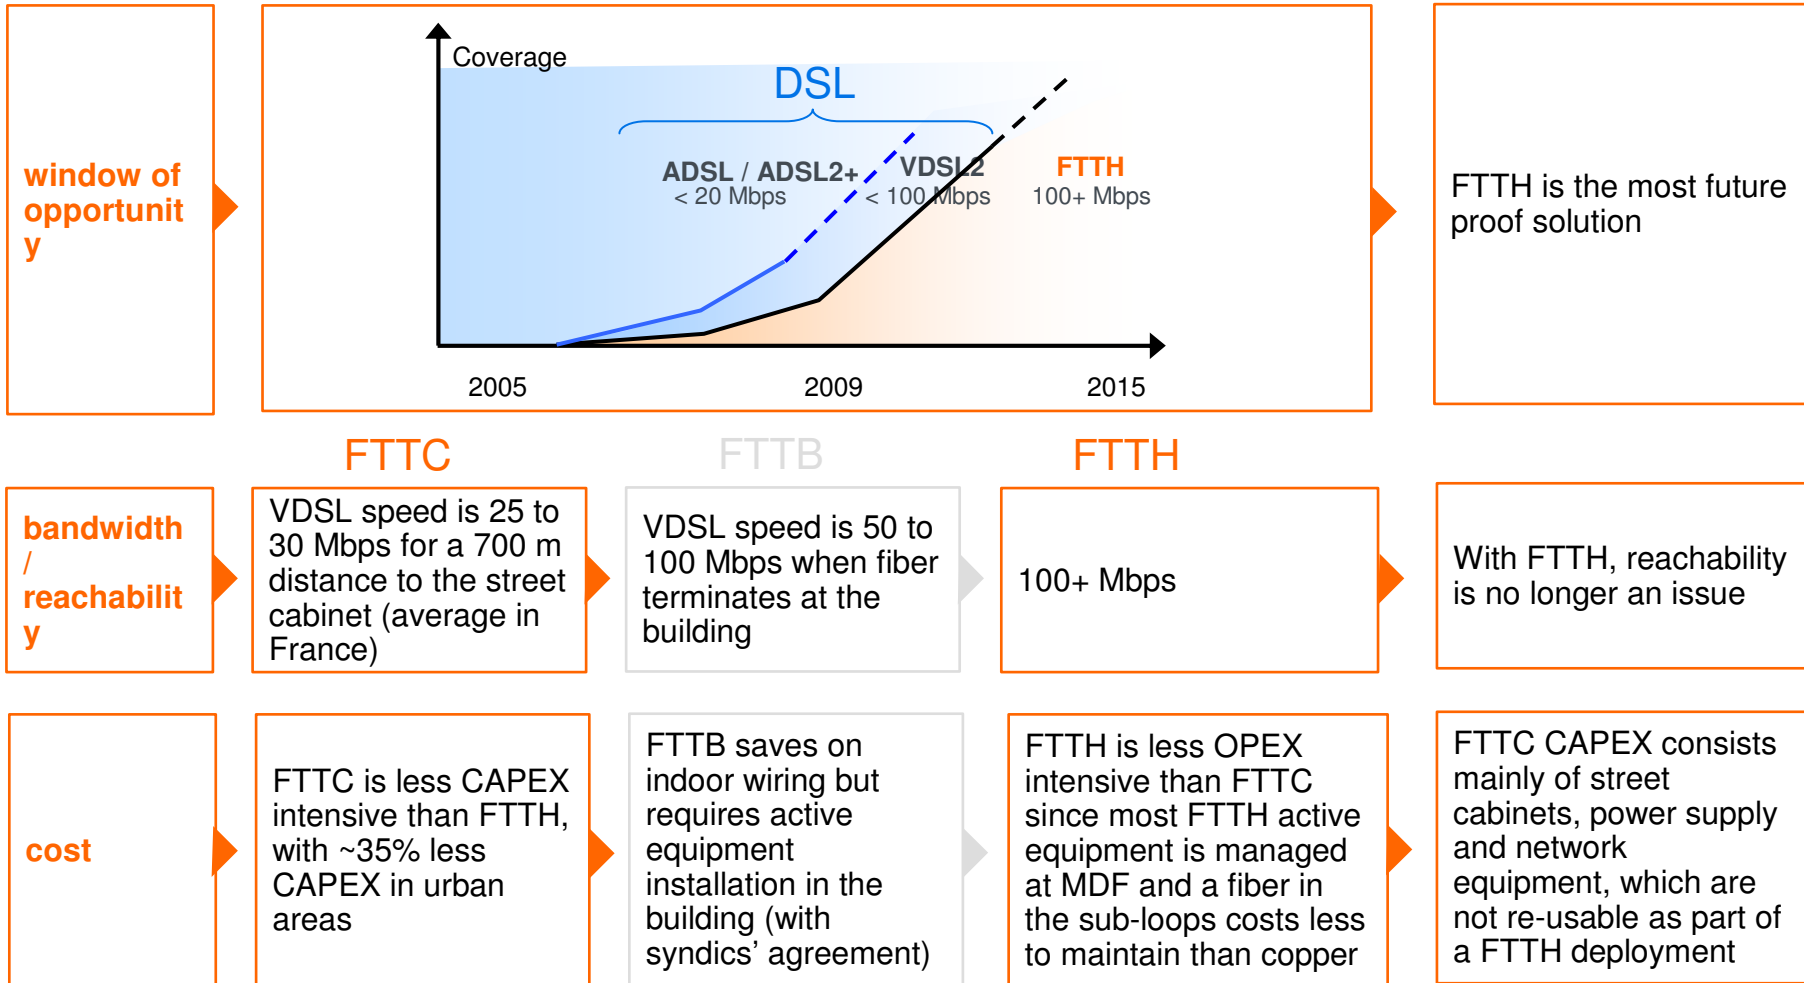 Coverage
DSL
window of
opportunit
y
ADSL / ADSL2+
< 20 Mbps
VDSL2
< 100 Mbps
FTTH
100+ Mbps
2005
2009
2015
FTTH is the most future
proof solution
FTTC
FTTB
FTTH
bandwidth
/
reachabilit
y
VDSL speed is 25 to
30 Mbps for a 700 m
distance to the street
cabinet (average in
France)
VDSL speed is 50 to
100 Mbps when fiber
terminates at the
building
100+ Mbps
With FTTH, reachability
is no longer an issue
cost
FTTC is less CAPEX
intensive than FTTH,
with ~35% less
CAPEX in urban
areas
FTTB saves on
indoor wiring but
requires active
equipment
installation in the
building (with
syndics’ agreement)
FTTH is less OPEX
intensive than FTTC
since most FTTH active
equipment is managed
at MDF and a fiber in
the sub-loops costs less
to maintain than copper
FTTC CAPEX consists
mainly of street
cabinets, power supply
and network
equipment, which are
not re-usable as part of
a FTTH deployment